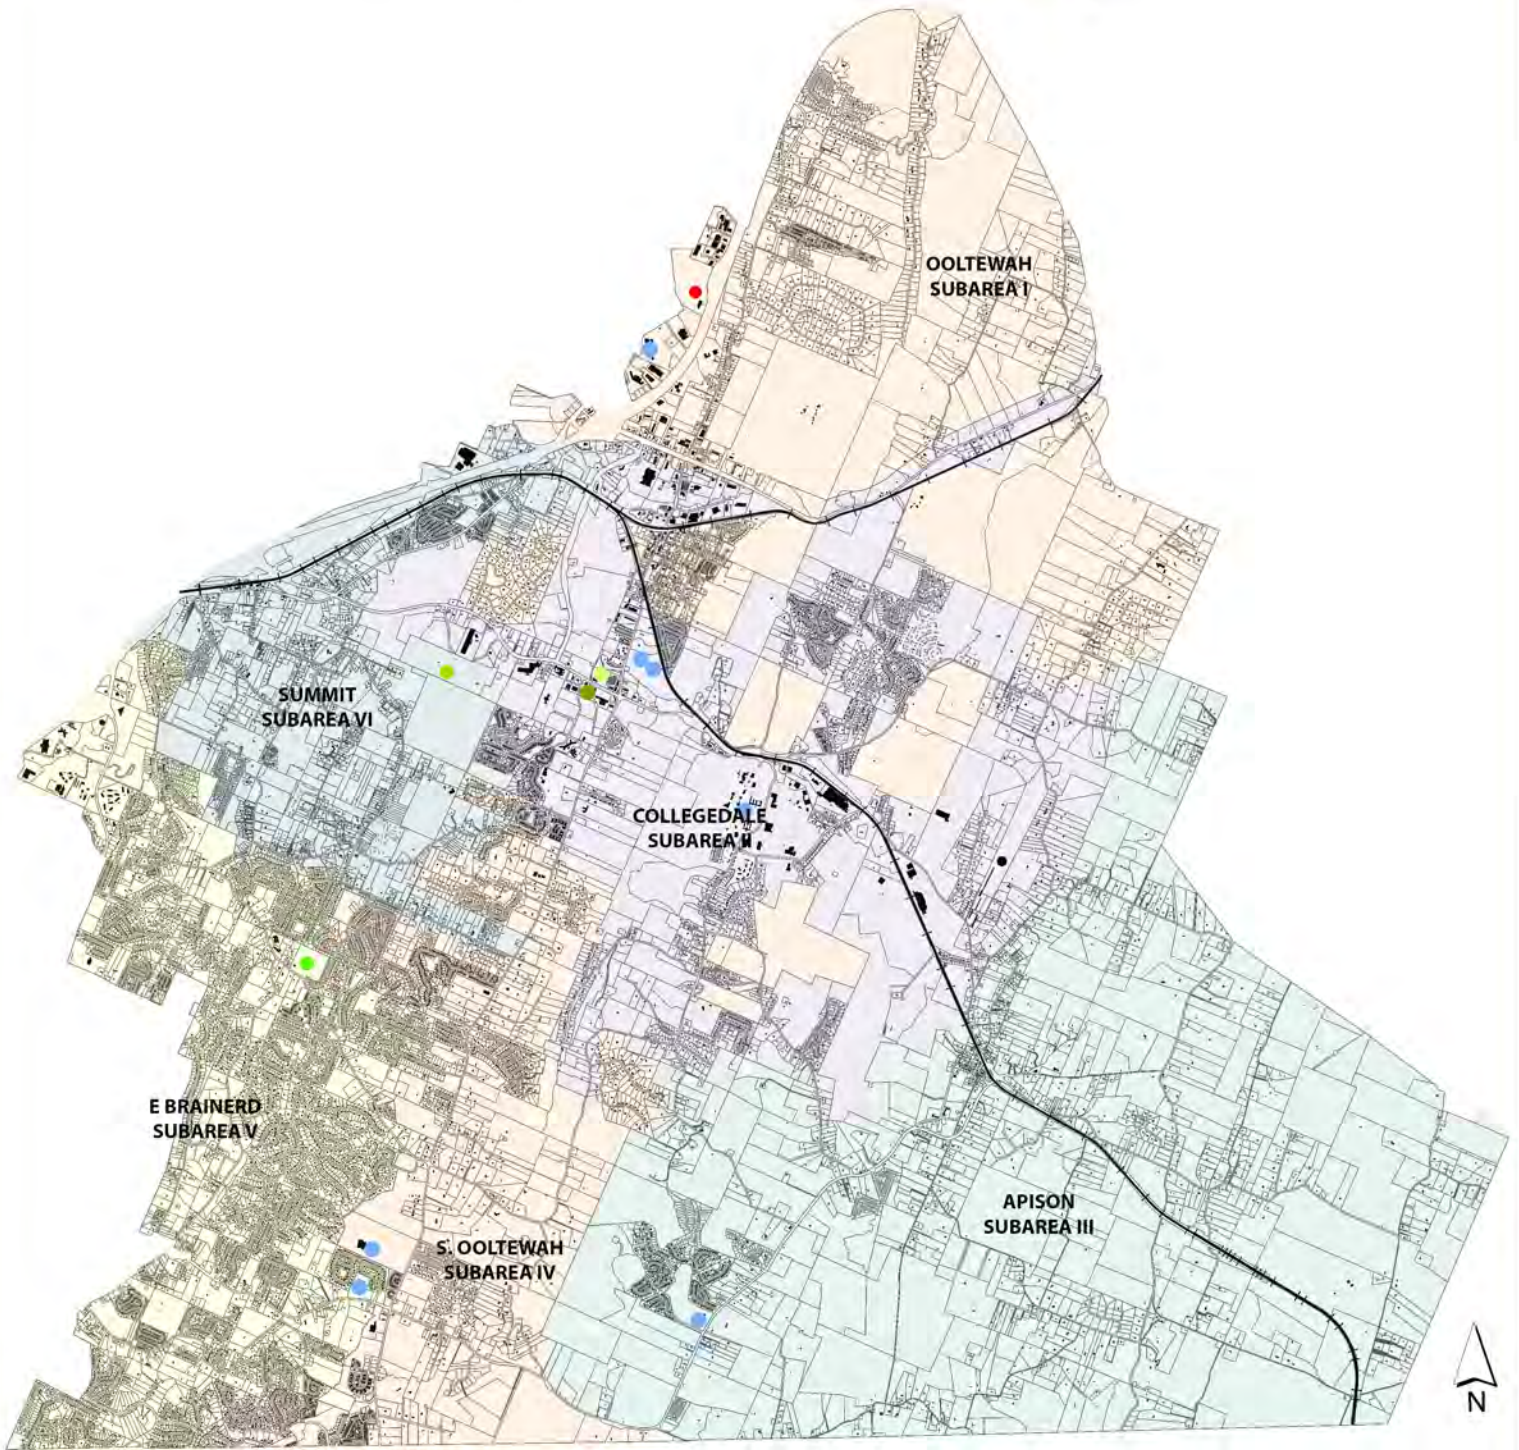 OOLTEWAH
SUBAREA I
SUMMIT
SUBAREA VI
COLLEGEDALE
SUBAREA II
E BRAINERD
SUBAREA V
APISON
SUBAREA III
S. OOLTEWAH
SUBAREA IV
N